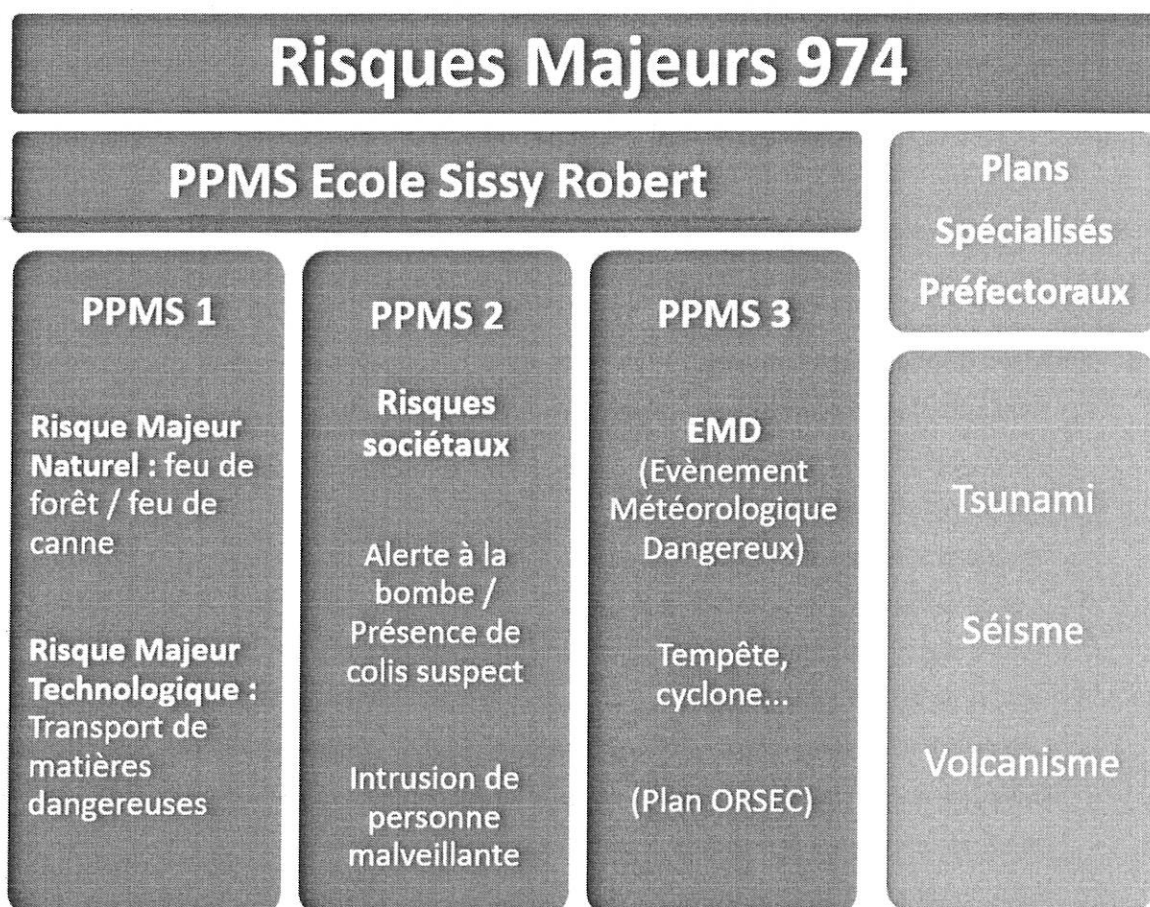 Risques Majeurs 974
PPMS Ecole Sissy Robert
PPMS 1
Risque Majeur
Naturel : feu de
forêt / feu de
canne
Risque Majeur
Technologique :
Transport de
matières
dangereuses
PPMS 2
Risques
sociétaux
Alerte à la
bombe /
Présence de
colis suspect
Intrusion de
personne
malveillante
PPMS 3
EMD
(Evènement
Météorologique
Dangereux)
Tempête,
cyclone...
(Plan ORSEC)
Plans
Spécialisés
Préfectoraux
Tsunami
Séisme
Volcanisme